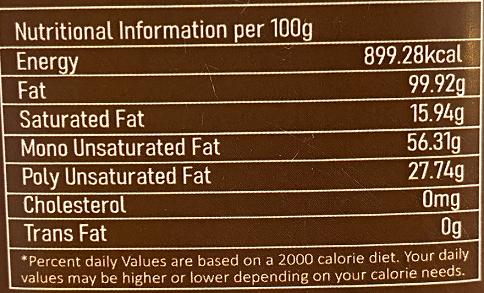 Nutritional Information per 100g
Energy 899.28kcal
Fat 99.92g
Saturated Fat 15.94g
Mono Unsaturated Fat 56.31g
Poly Unsaturated Fat 27.74g
Cholesterol 0mg
Trans Fat 0g
*Percent daily Values are based on a 2000 calorie diet. Your daily
values may be higher or lower depending on your calorie needs.